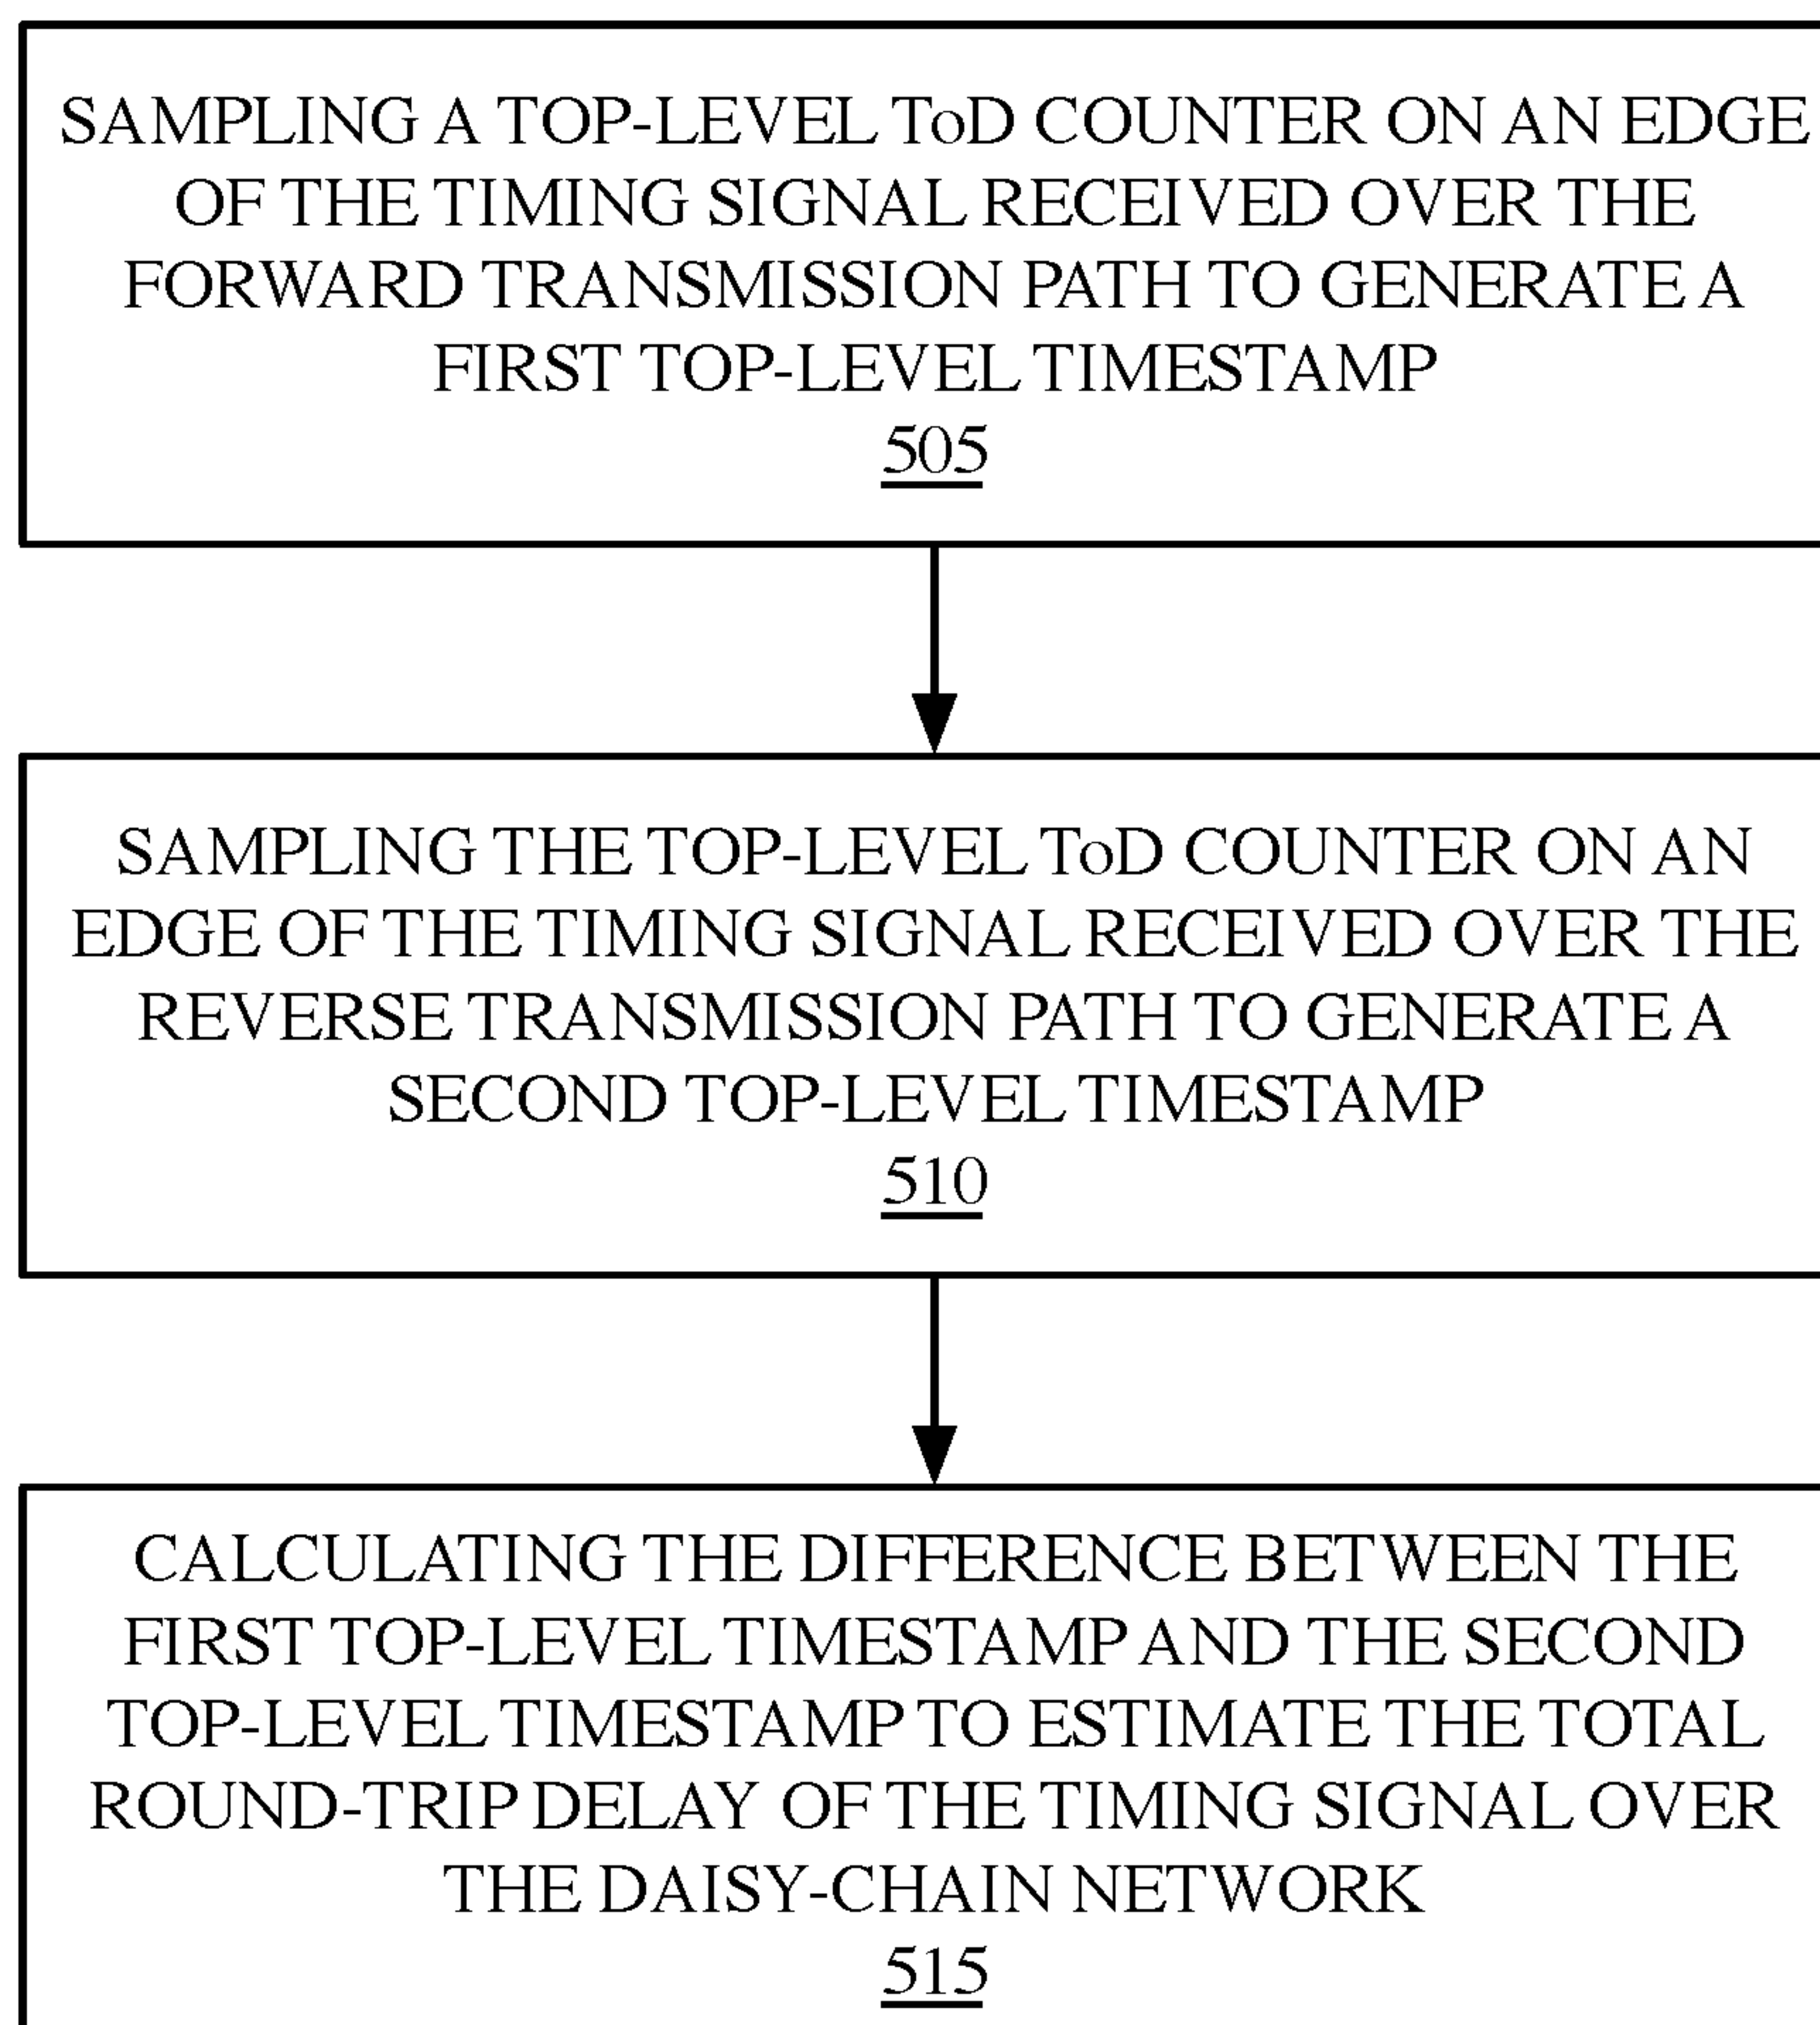 SAMPLING A TOP-LEVEL ToD COUNTER ON AN EDGE
OF THE TIMING SIGNAL RECEIVED OVER THE
FORWARD TRANSMISSION PATH TO GENERATE A
FIRST TOP-LEVEL TIMESTAMP
505
SAMPLING THE TOP-LEVEL ToD COUNTER ON AN
EDGE OF THE TIMING SIGNAL RECEIVED OVER THE
REVERSE TRANSMISSION PATH TO GENERATE A
SECOND TOP-LEVEL TIMESTAMP
510
CALCULATING THE DIFFERENCE BETWEEN THE
FIRST TOP-LEVEL TIMESTAMP AND THE SECOND
TOP-LEVEL TIMESTAMP TO ESTIMATE THE TOTAL
ROUND-TRIP DELAY OF THE TIMING SIGNAL OVER
THE DAISY-CHAIN NETWORK
515